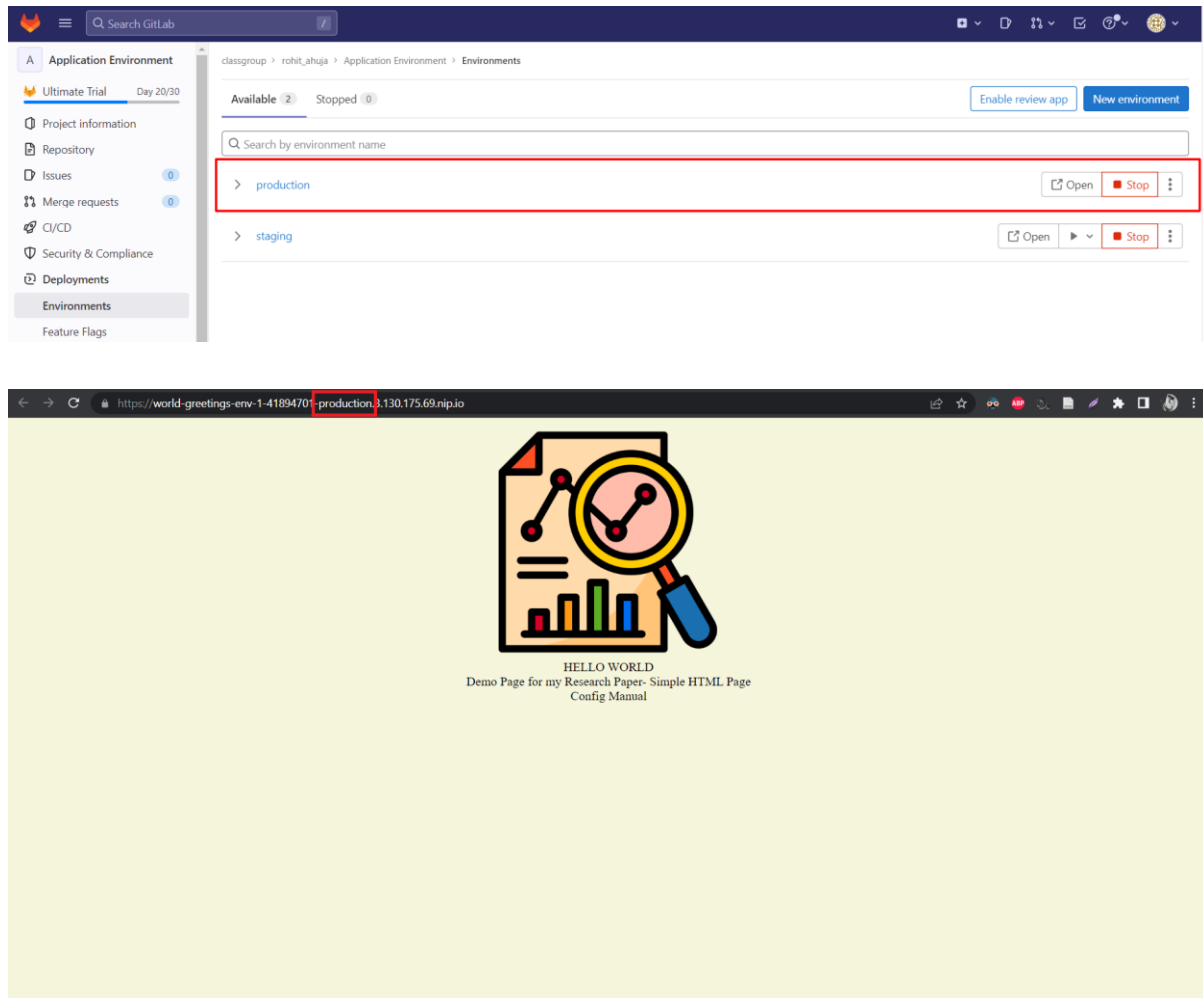 Search GitLab /
A Application Environment
classgroup > rohit_ahuja > Application Environment > Environments
Ultimate Trial Day 20/30
Available 2 Stopped 0 Enable review app New environment
Project information
Repository
Search by environment name
Issues 0
Merge requests 0
CI/CD
Security & Compliance
Deployments
Environments
Feature Flags
production Open Stop
staging Open Stop
https://world-greetings-env-1-41894701-production.3.130.175.69.nip.io
ABP
HELLO WORLD
Demo Page for my Research Paper- Simple HTML Page
Config Manual